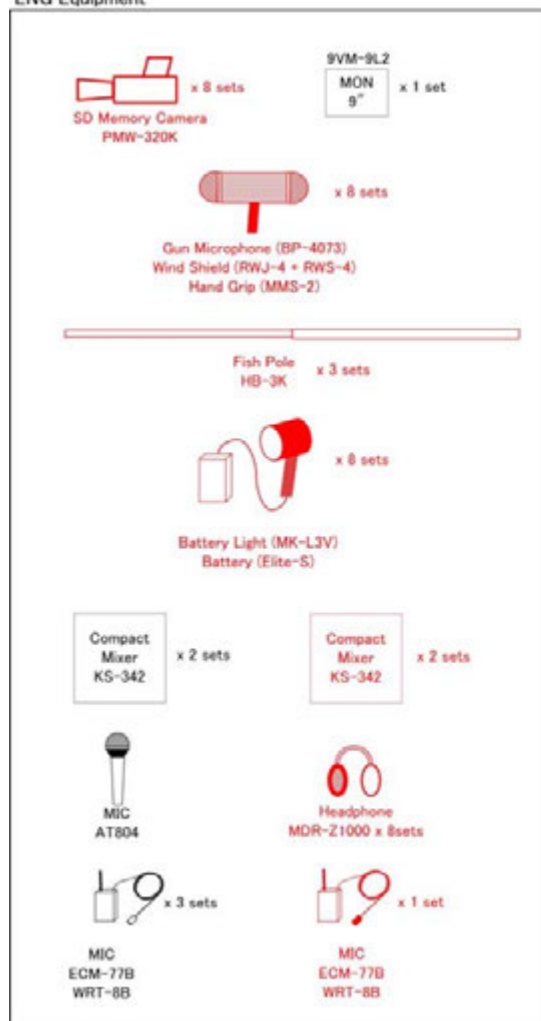 ENG Equipment
x 8 sets
SD Memory Camera
PMW-320K
9VM-9L2
MON
9"
x 1 set
x 8 sets
Gun Microphone (BP-4073)
Wind Shield (RWJ-4 + RWS-4)
Hand Grip (MMS-2)
Fish Pole
HB-3K
x 3 sets
x 8 sets
Battery Light (MK-L3V)
Battery (Elite-S)
Compact
Mixer
KS-342
x 2 sets
Compact
Mixer
KS-342
x 2 sets
MIC
AT804
Headphone
MDR-Z1000 x 8sets
x 3 sets
MIC
ECM-77B
WRT-8B
x 1 set
MIC
ECM-77B
WRT-8B